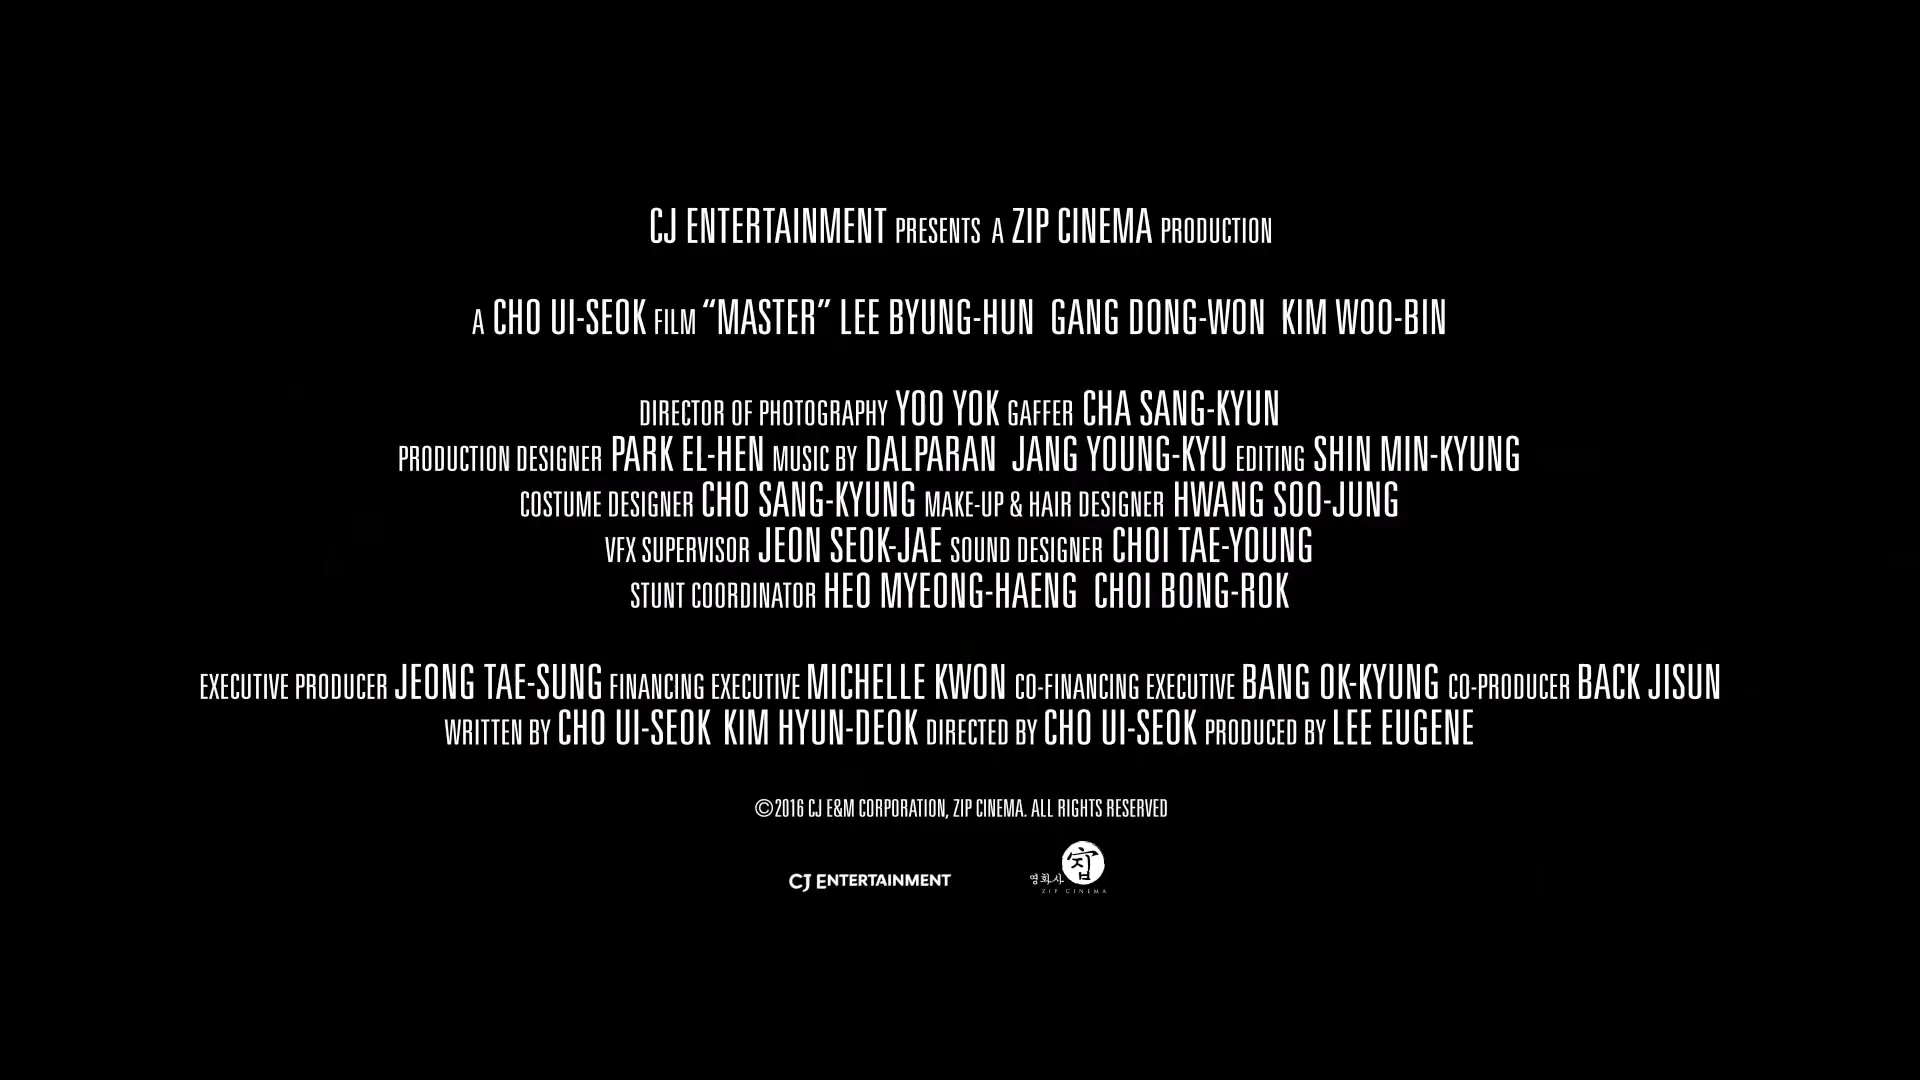 CJ ENTERTAINMENT PRESENTS A ZIP CINEMA PRODUCTION
A CHO UI-SEOK FILM “MASTER” LEE BYUNG-HUN GANG DONG-WON KIM WOO-BIN
DIRECTOR OF PHOTOGRAPHY YOO YOK GAFFER CHA SANG-KYUN
PRODUCTION DESIGNER PARK EL-HEN MUSIC BY DALPARAN JANG YOUNG-KYU EDITING SHIN MIN-KYUNG
COSTUME DESIGNER CHO SANG-KYUNG MAKE-UP & HAIR DESIGNER HWANG SOO-JUNG
VFX SUPERVISOR JEON SEOK-JAE SOUND DESIGNER CHOI TAE-YOUNG
STUNT COORDINATOR HEO MYEONG-HAENG CHOI BONG-ROK
EXECUTIVE PRODUCER JEONG TAE-SUNG FINANCING EXECUTIVE MICHELLE KWON CO-FINANCING EXECUTIVE BANG OK-KYUNG CO-PRODUCER BACK JISUN
WRITTEN BY CHO UI-SEOK KIM HYUN-DEOK DIRECTED BY CHO UI-SEOK PRODUCED BY LEE EUGENE
©2016 CJ E&M CORPORATION, ZIP CINEMA. ALL RIGHTS RESERVED
CJ ENTERTAINMENT
영화사 집
ZIP CINEMA